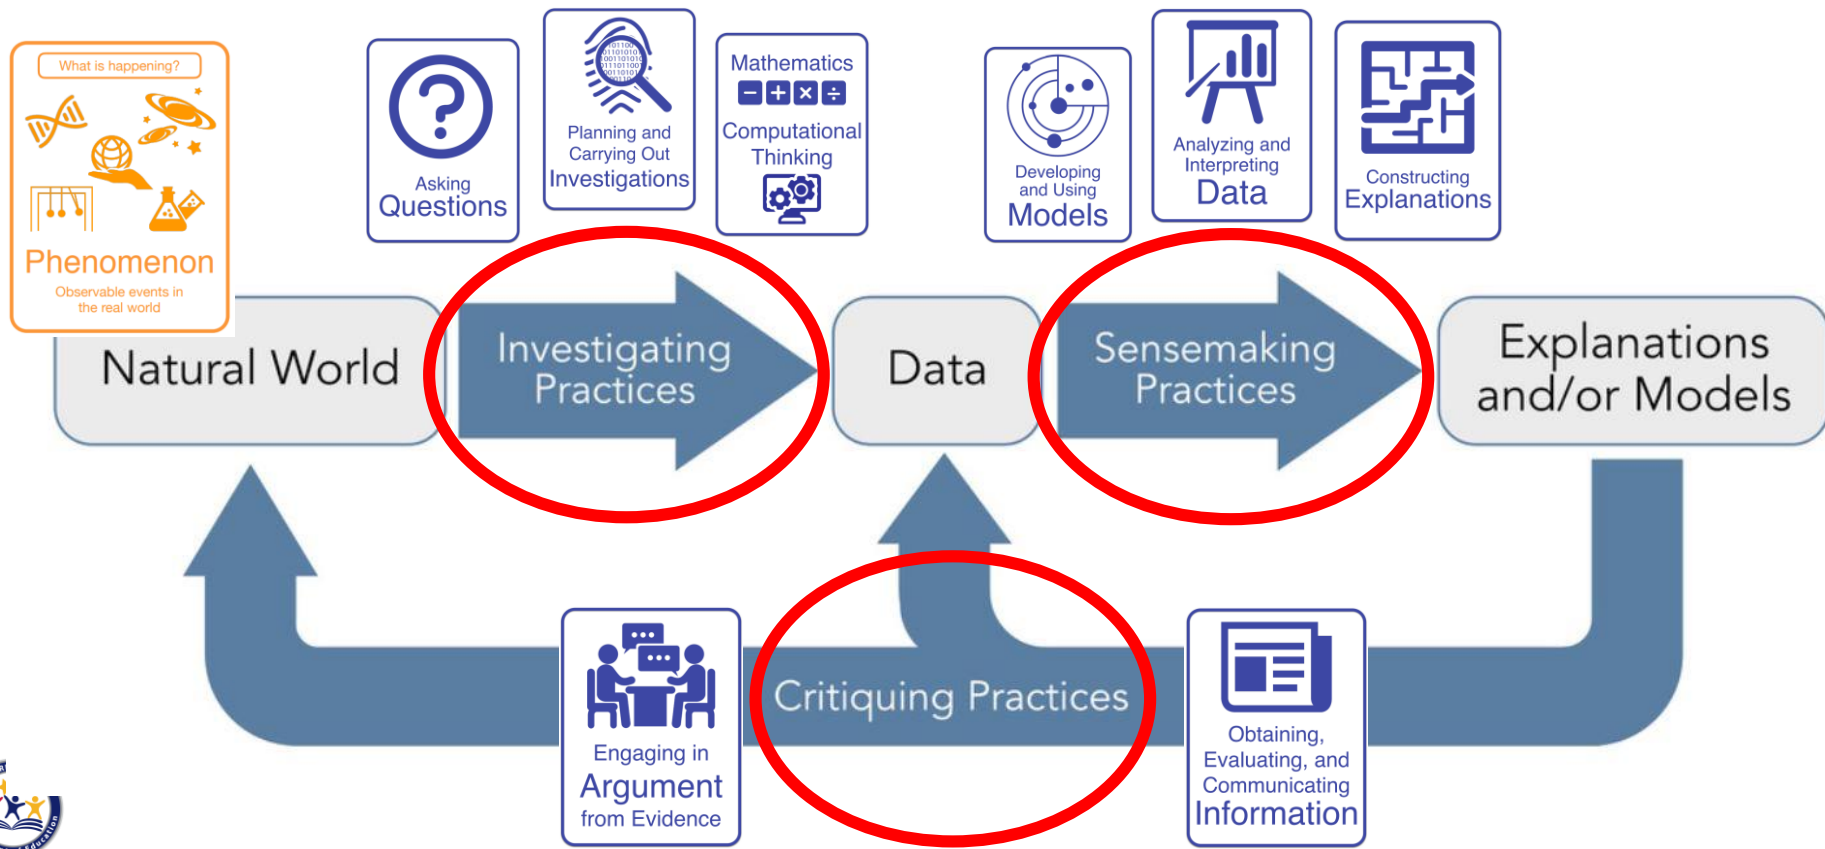 What is happening?
Phenomenon
Observable events in
the real world
Asking
Questions
Planning and
Carrying Out
Investigations
Mathematics
Computational
Thinking
Developing
and Using
Models
Analyzing and
Interpreting
Data
Constructing
Explanations
Natural World
Investigating
Practices
Data
Sensemaking
Practices
Explanations
and/or Models
Engaging in
Argument
from Evidence
Critiquing Practices
Obtaining,
Evaluating, and
Communicating
Information
Education